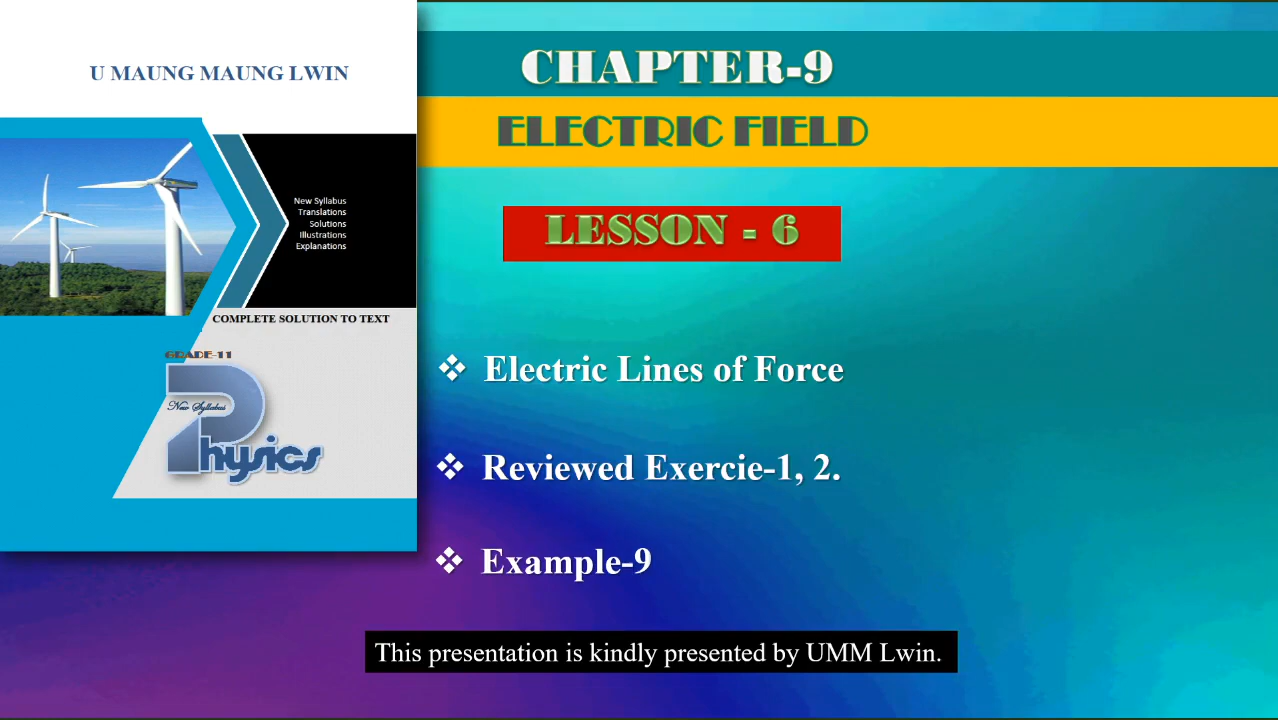 U MAUNG MAUNG LWIN
New Syllabus
Translations
Solutions
Illustrations
Explanations
COMPLETE SOLUTION TO TEXT
GRADE-11
New Syllabus
Physics
CHAPTER-9
ELECTRIC FIELD
LESSON - 6
❖ Electric Lines of Force
❖ Reviewed Exercie-1, 2.
❖ Example-9
This presentation is kindly presented by UMM Lwin.